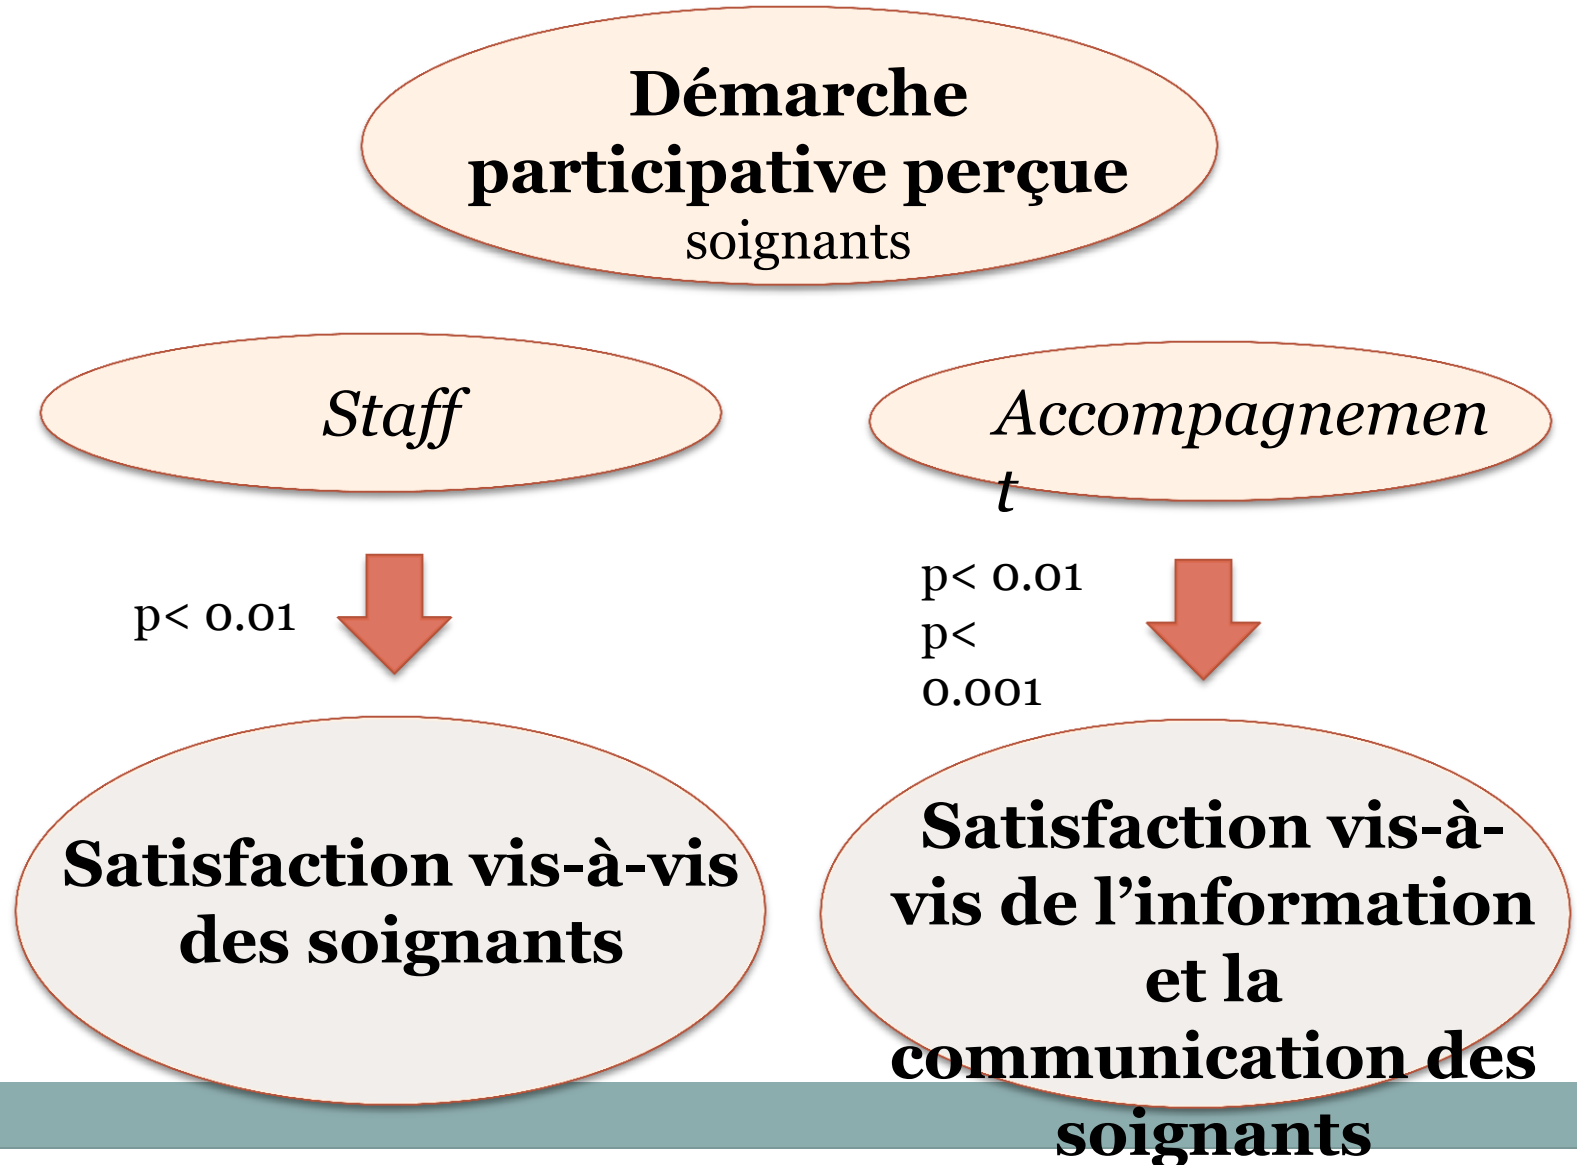 Démarche
participative perçue
soignants
Staff
Accompagnemen
t
p< 0.01
p< 0.01
p<
0.001
Satisfaction vis-à-vis
des soignants
Satisfaction vis-à-
vis de l’information
et la
communication des
soignants